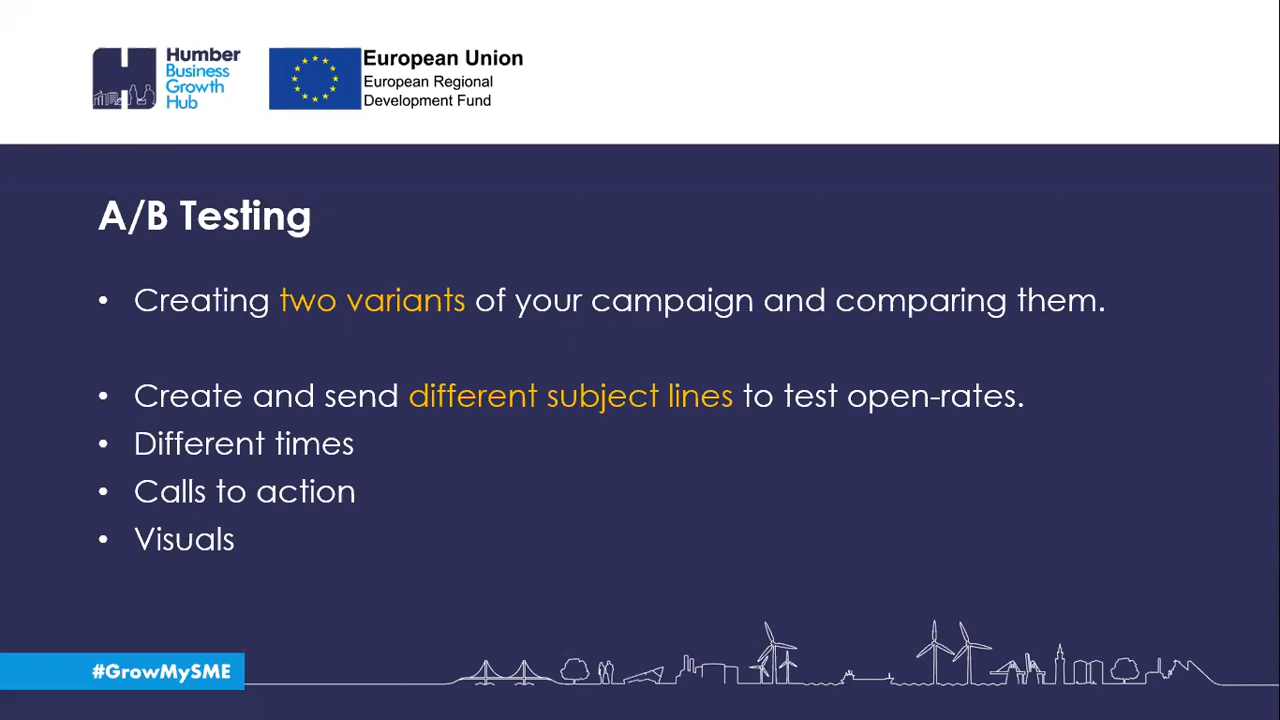 Humber
Business
Growth
Hub
European Union
European Regional
Development Fund
A/B Testing
• Creating two variants of your campaign and comparing them.
• Create and send different subject lines to test open-rates.
• Different times
• Calls to action
• Visuals
#GrowMySME